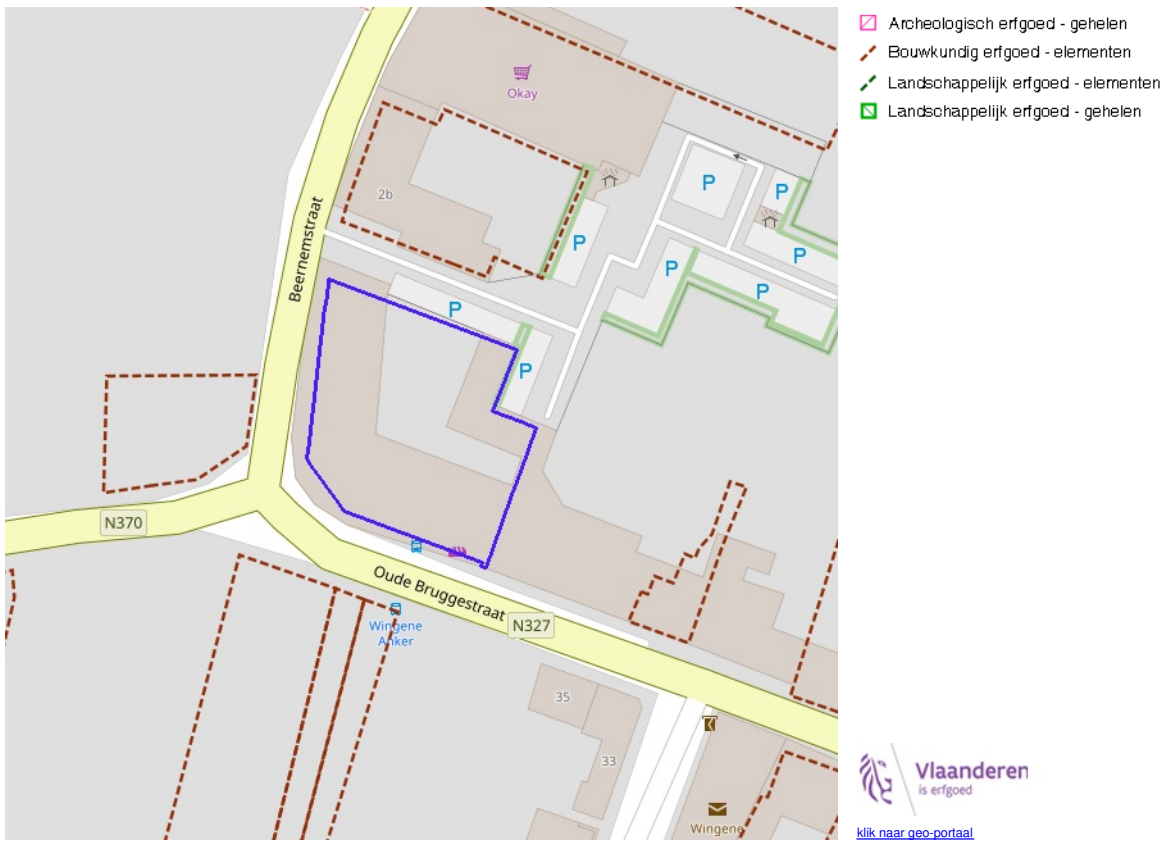 Okay
2b
Beernemstraat
P
P
P
P
P
P
P
P
N370
Oude Bruggestraat
N327
Wingene
Anker
35
33
Wingene
Archeologisch erfgoed - gehelen
Bouwkundig erfgoed - elementen
Landschappelijk erfgoed - elementen
Landschappelijk erfgoed - gehelen
Vlaanderen
is erfgoed
klik naar geo-portaal